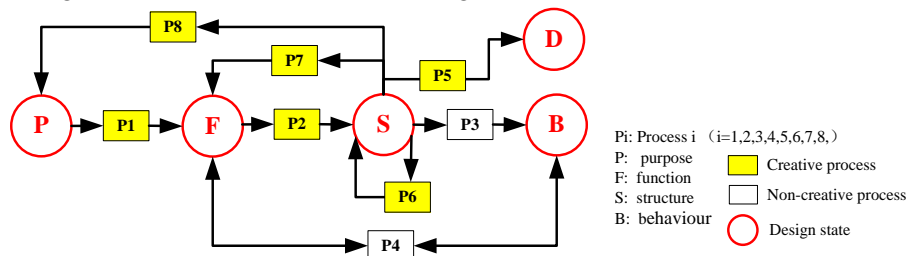 P8
D
P7
P5
P
P1
F
P2
S
P3
B
P6
P4
Pi: Process i （i=1,2,3,4,5,6,7,8,）
P: purpose
F: function
S: structure
B: behaviour
Creative process
Non-creative process
Design state